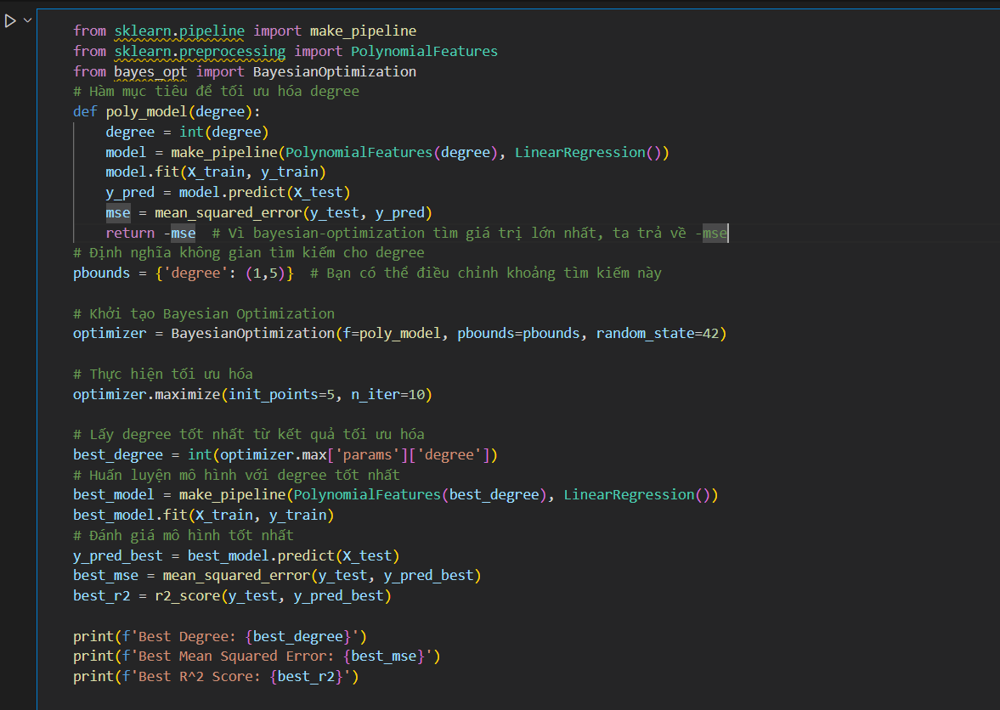 from sklearn.pipeline import make_pipeline
from sklearn.preprocessing import PolynomialFeatures
from bayes_opt import BayesianOptimization
# Hàm mục tiêu để tối ưu hóa degree
def poly_model(degree):
    degree = int(degree)
    model = make_pipeline(PolynomialFeatures(degree), LinearRegression())
    model.fit(X_train, y_train)
    y_pred = model.predict(X_test)
    mse = mean_squared_error(y_test, y_pred)
    return -mse  # Vì bayesian-optimization tìm giá trị lớn nhất, ta trả về -mse
# Định nghĩa không gian tìm kiếm cho degree
pbounds = {'degree': (1,5)}  # Bạn có thể điều chỉnh khoảng tìm kiếm này
# Khởi tạo Bayesian Optimization
optimizer = BayesianOptimization(f=poly_model, pbounds=pbounds, random_state=42)
# Thực hiện tối ưu hóa
optimizer.maximize(init_points=5, n_iter=10)
# Lấy degree tốt nhất từ kết quả tối ưu hóa
best_degree = int(optimizer.max['params']['degree'])
# Huấn luyện mô hình với degree tốt nhất
best_model = make_pipeline(PolynomialFeatures(best_degree), LinearRegression())
best_model.fit(X_train, y_train)
# Đánh giá mô hình tốt nhất
y_pred_best = best_model.predict(X_test)
best_mse = mean_squared_error(y_test, y_pred_best)
best_r2 = r2_score(y_test, y_pred_best)
print(f'Best Degree: {best_degree}')
print(f'Best Mean Squared Error: {best_mse}')
print(f'Best R^2 Score: {best_r2}')